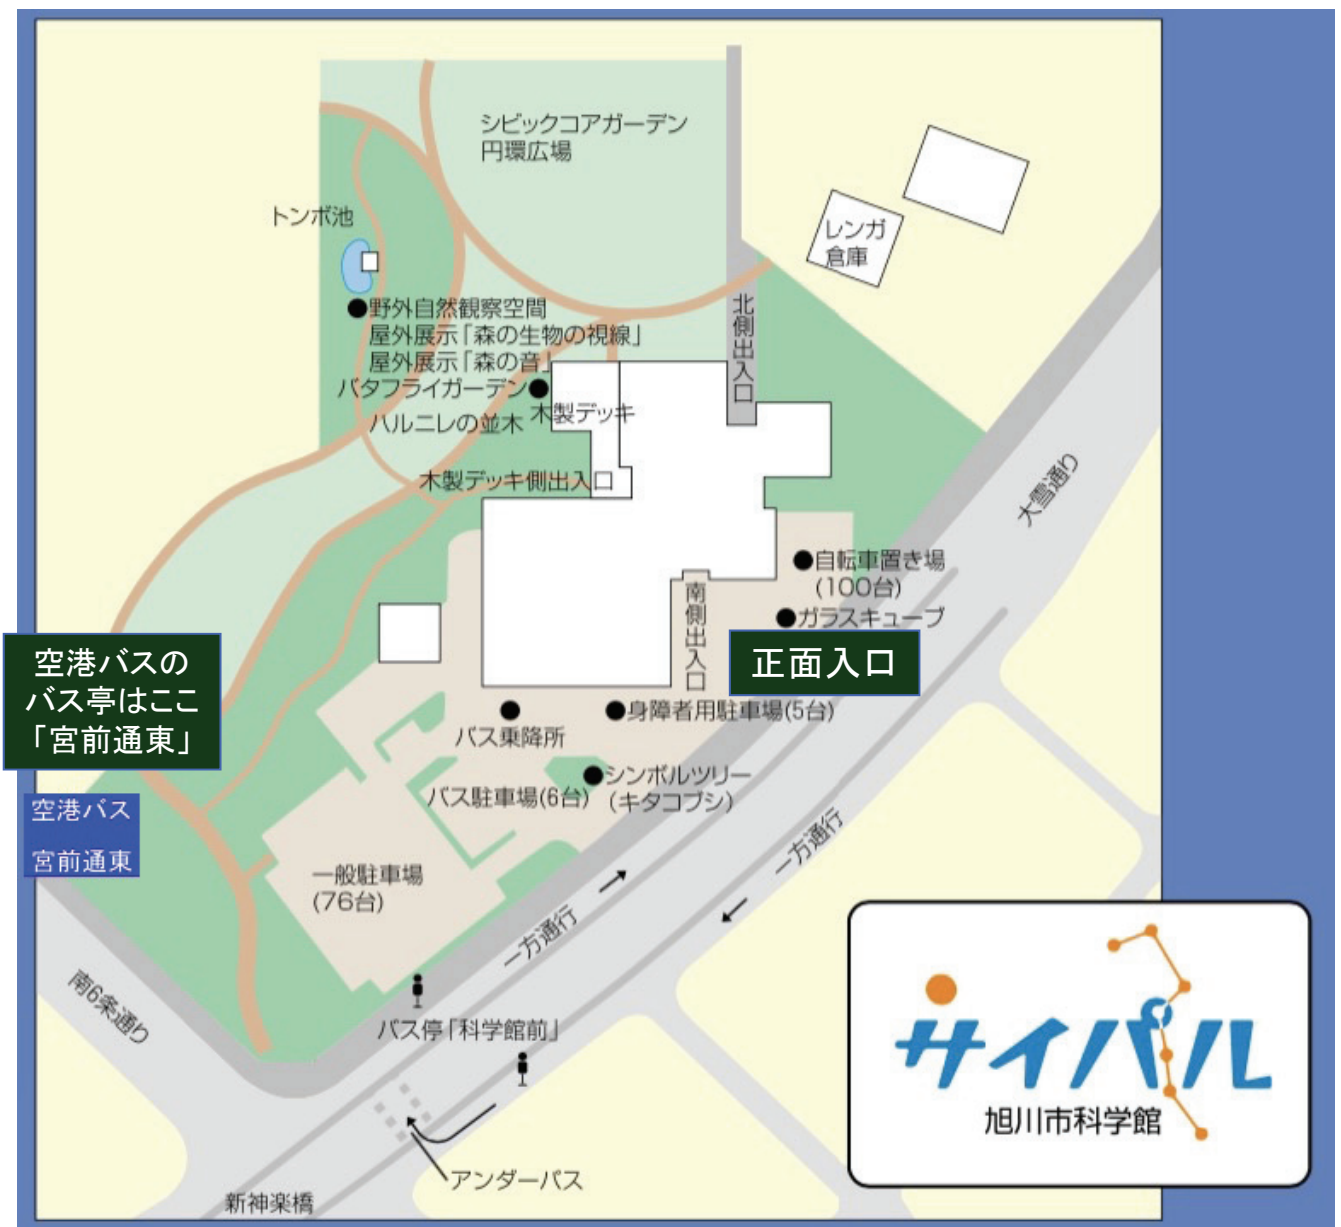 シビックコアガーデン
円環広場
トンボ池
レンガ
倉庫
野外自然観察空間
屋外展示「森の生物の視線」
屋外展示「森の音」
北側出入口
バタフライガーデン
木製デッキ
ハルニレの並木
木製デッキ側出入口
大雪通り
自転車置き場
(100台)
ガラスキューブ
南側出入口
正面入口
空港バスの
バス亭はここ
「宮前通東」
身障者用駐車場(5台)
バス乗降所
シンボルツリー
(キタコブシ)
バス駐車場(6台)
空港バス
宮前通東
一方通行
一般駐車場
(76台)
一方通行
南6条通り
バス停「科学館前」
アンダーパス
新神楽橋
サイパル
旭川市科学館